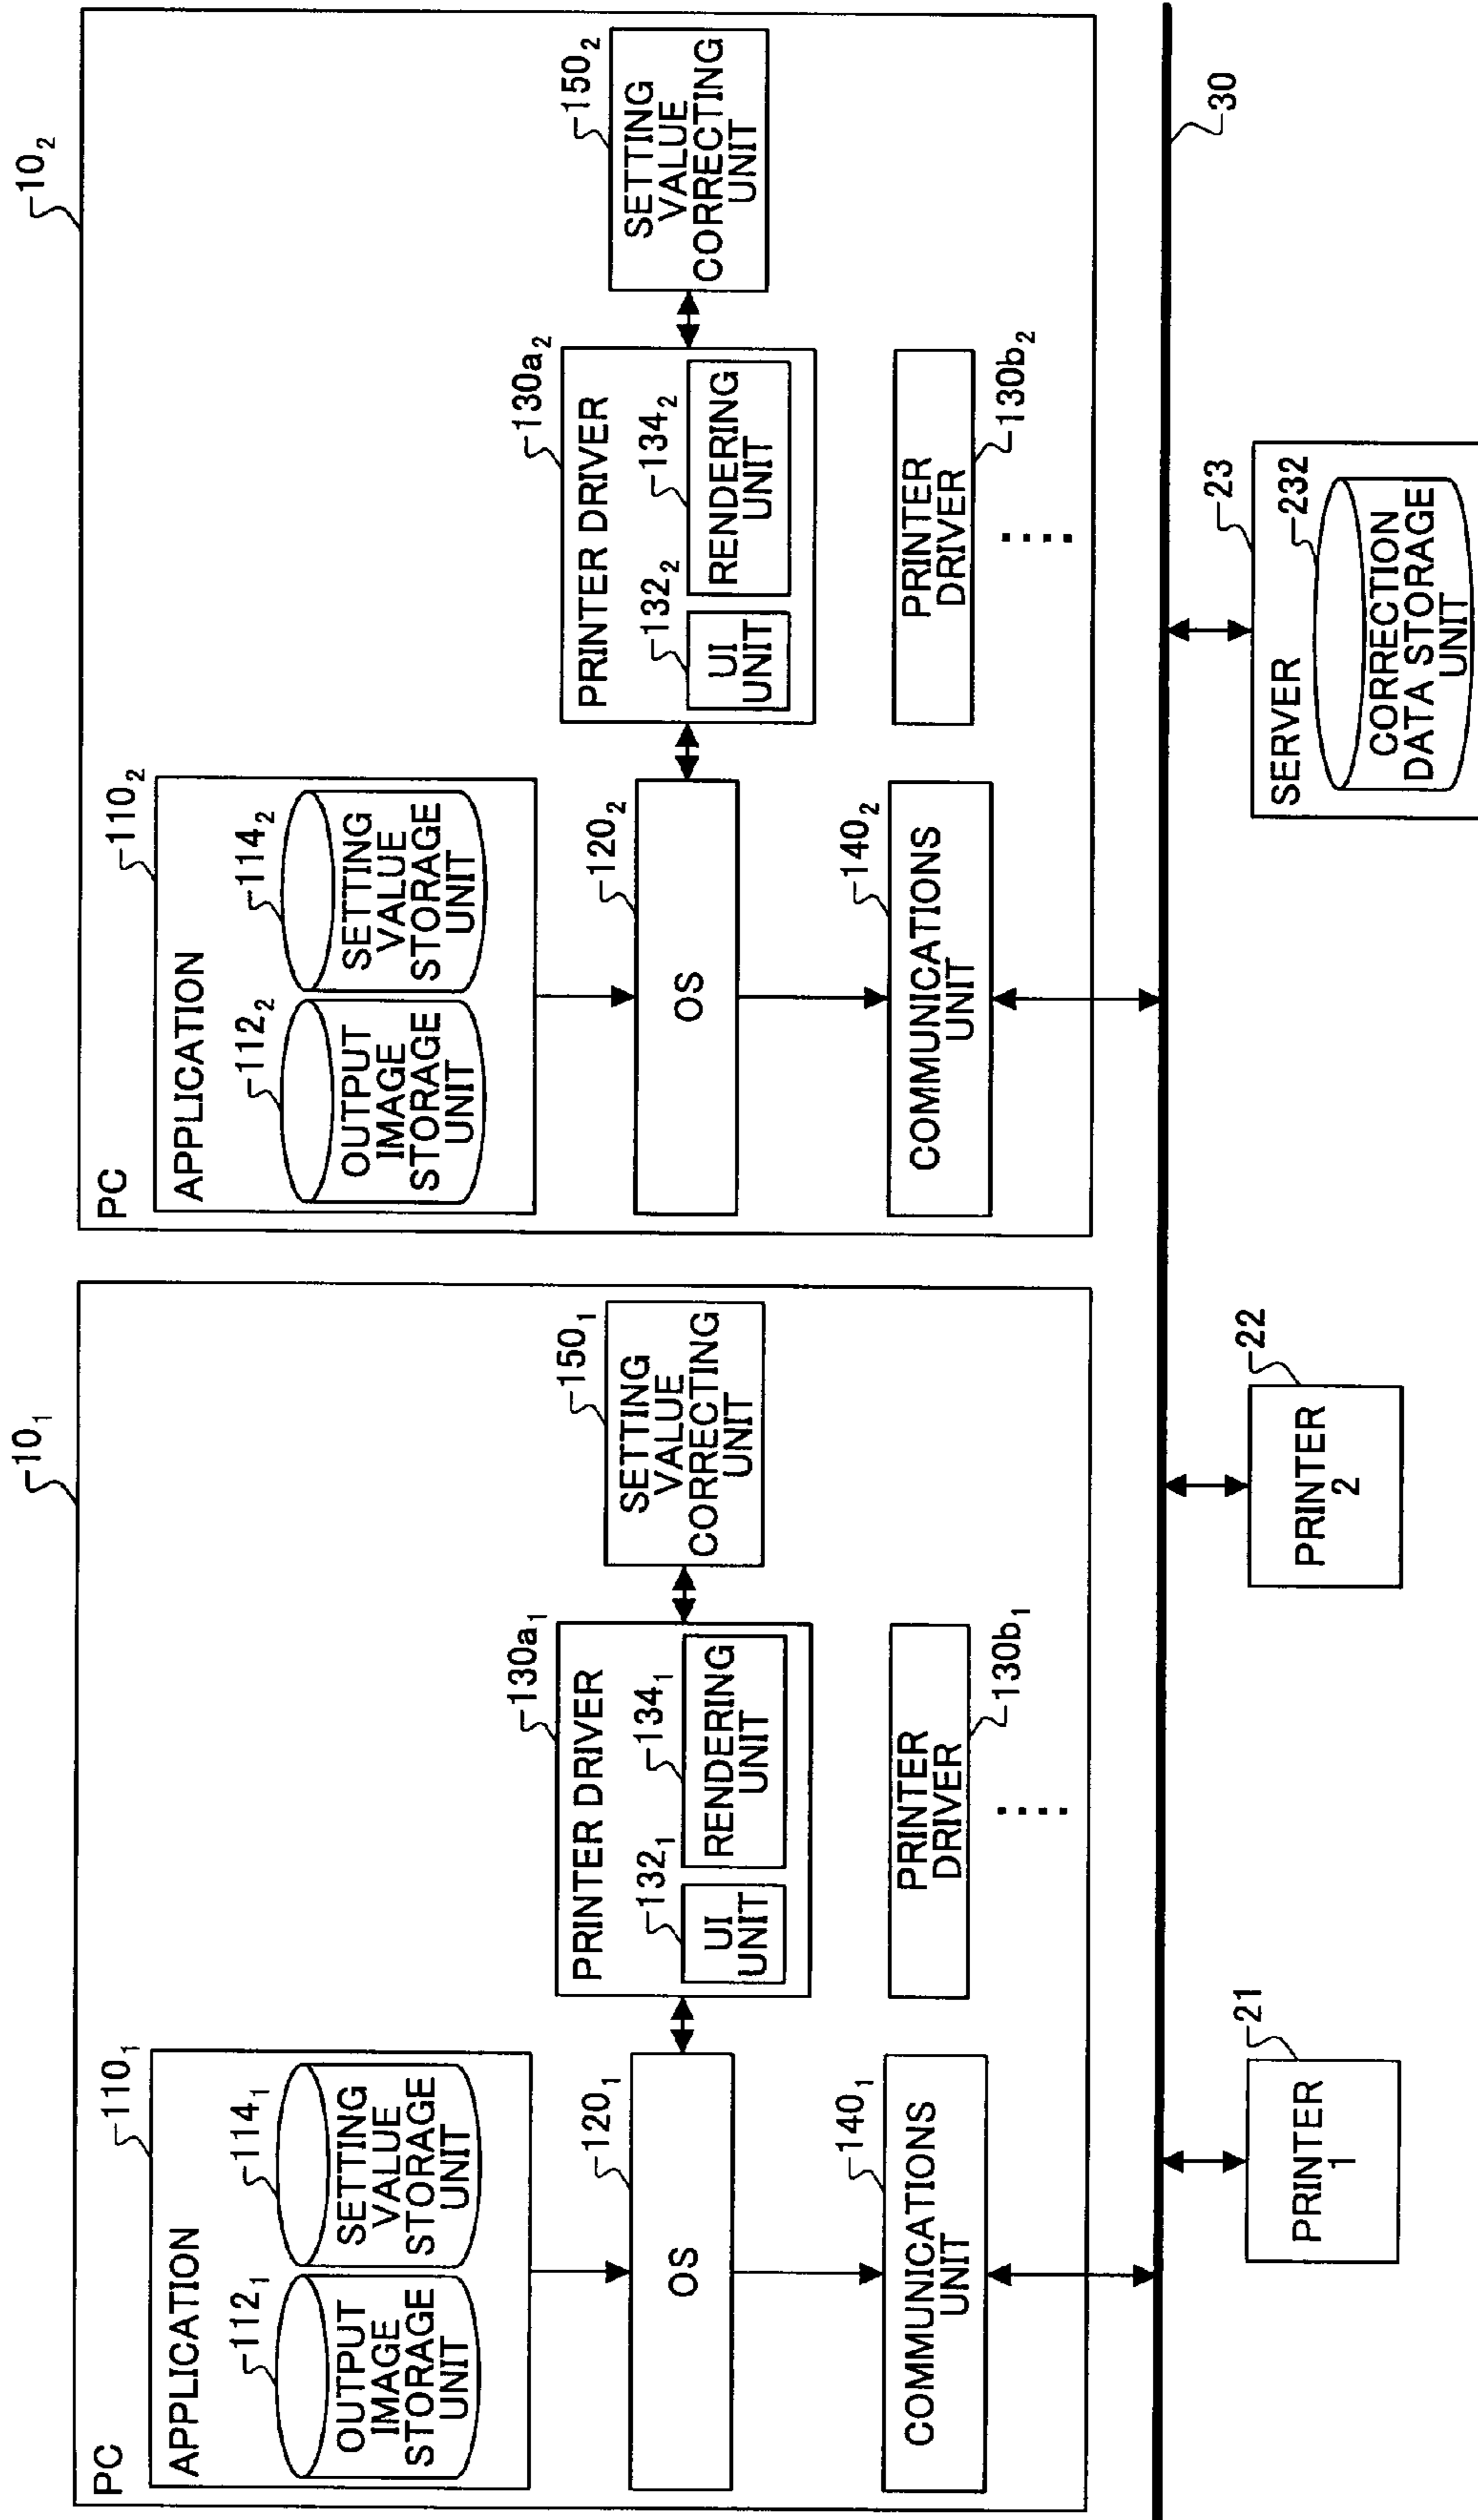 10₁
PC
110₁
APPLICATION
112₁
114₁
OUTPUT
IMAGE
STORAGE
UNIT
SETTING
VALUE
STORAGE
UNIT
120₁
OS
130a₁
PRINTER DRIVER
132₁
134₁
UI
UNIT
RENDERING
UNIT
150₁
SETTING
VALUE
CORRECTING
UNIT
140₁
COMMUNICATIONS
UNIT
PRINTER
DRIVER
130b₁
10₂
PC
110₂
APPLICATION
112₂
114₂
OUTPUT
IMAGE
STORAGE
UNIT
SETTING
VALUE
STORAGE
UNIT
120₂
OS
130a₂
PRINTER DRIVER
132₂
134₂
UI
UNIT
RENDERING
UNIT
150₂
SETTING
VALUE
CORRECTING
UNIT
140₂
COMMUNICATIONS
UNIT
PRINTER
DRIVER
130b₂
30
21
PRINTER
1
22
PRINTER
2
23
SERVER
232
CORRECTION
DATA STORAGE
UNIT